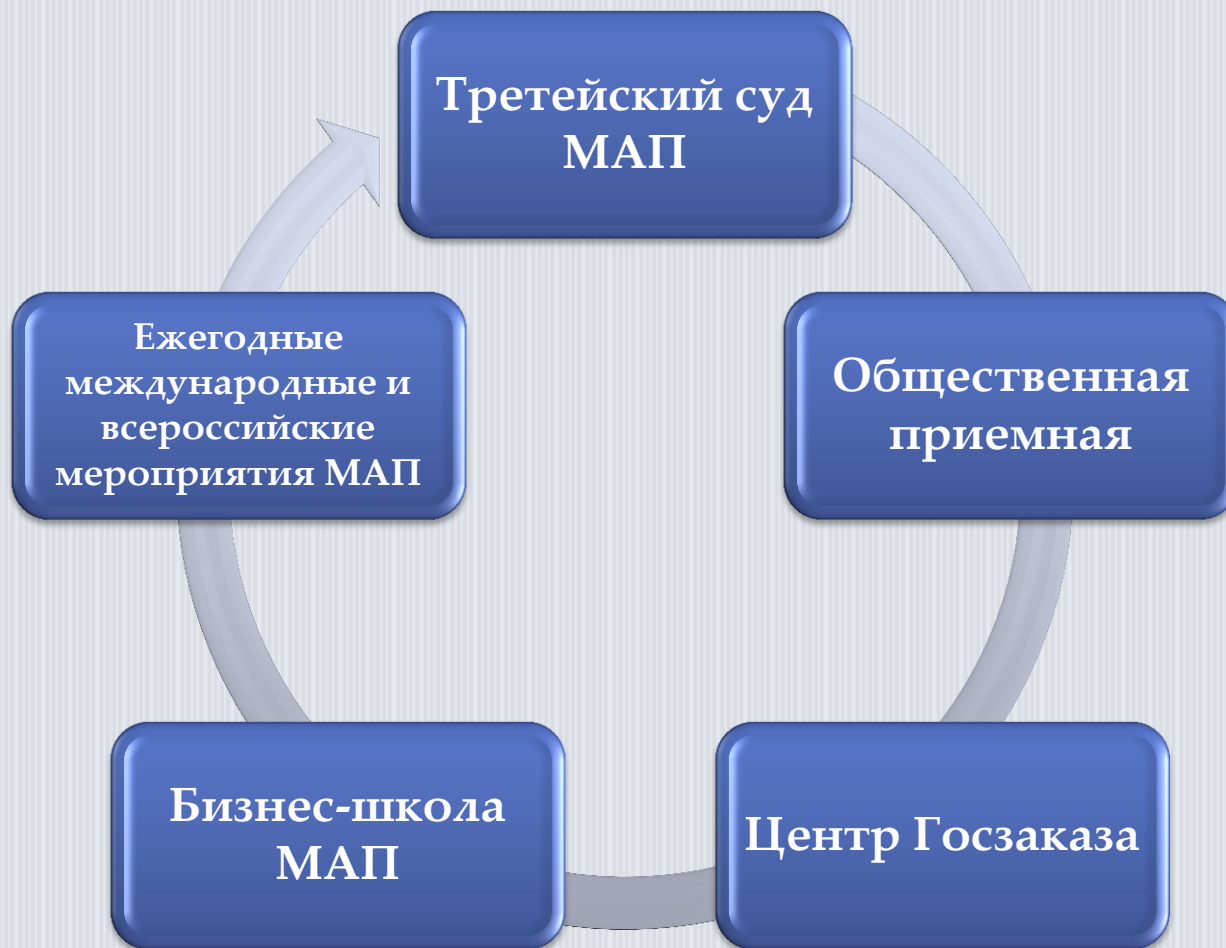 Третейский суд
МАП
Общественная
приемная
Центр Госзаказа
Бизнес-школа
МАП
Ежегодные
международные и
всероссийские
мероприятия МАП